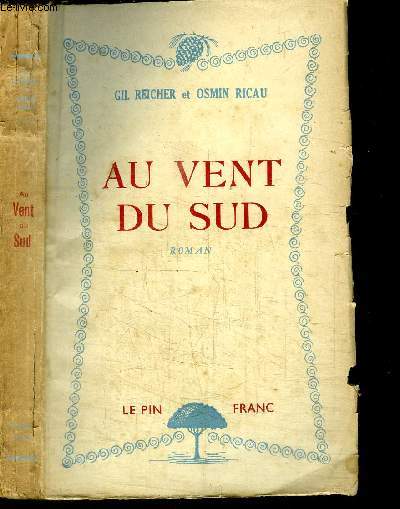 Le-livre.com
GIL REICHER et OSMIN RICAU
AU VENT
DU SUD
ROMAN
LE PIN FRANC
Au
Vent
du
Sud